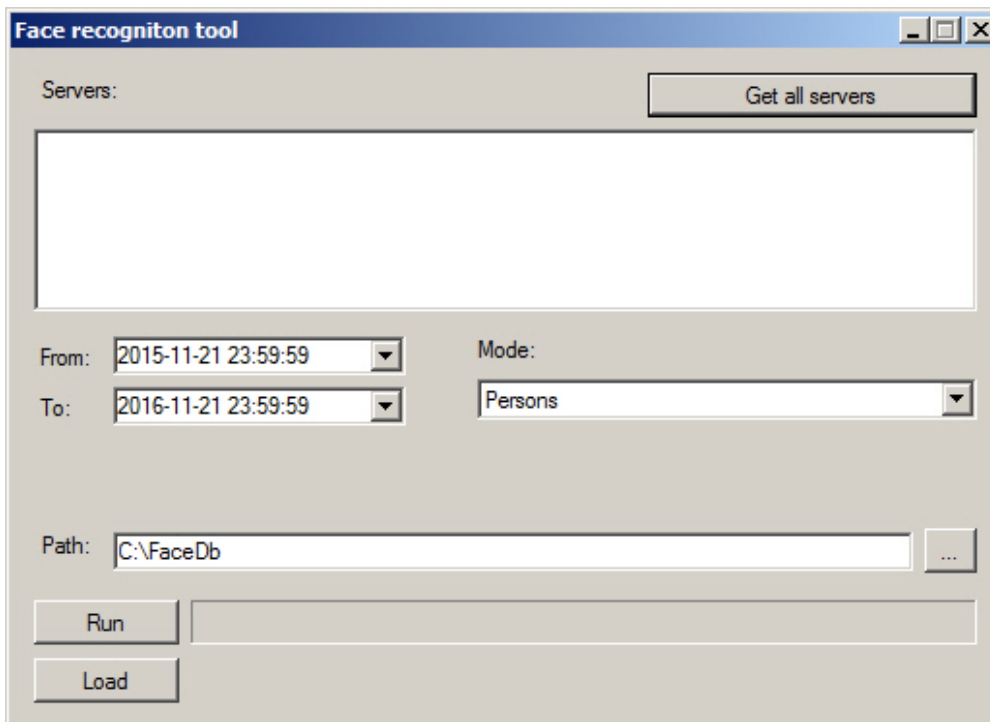 Face recogniton tool
Servers:
Get all servers
From:
2015-11-21 23:59:59
Mode:
To:
2016-11-21 23:59:59
Persons
Path:
C:\FaceDb
...
Run
Load